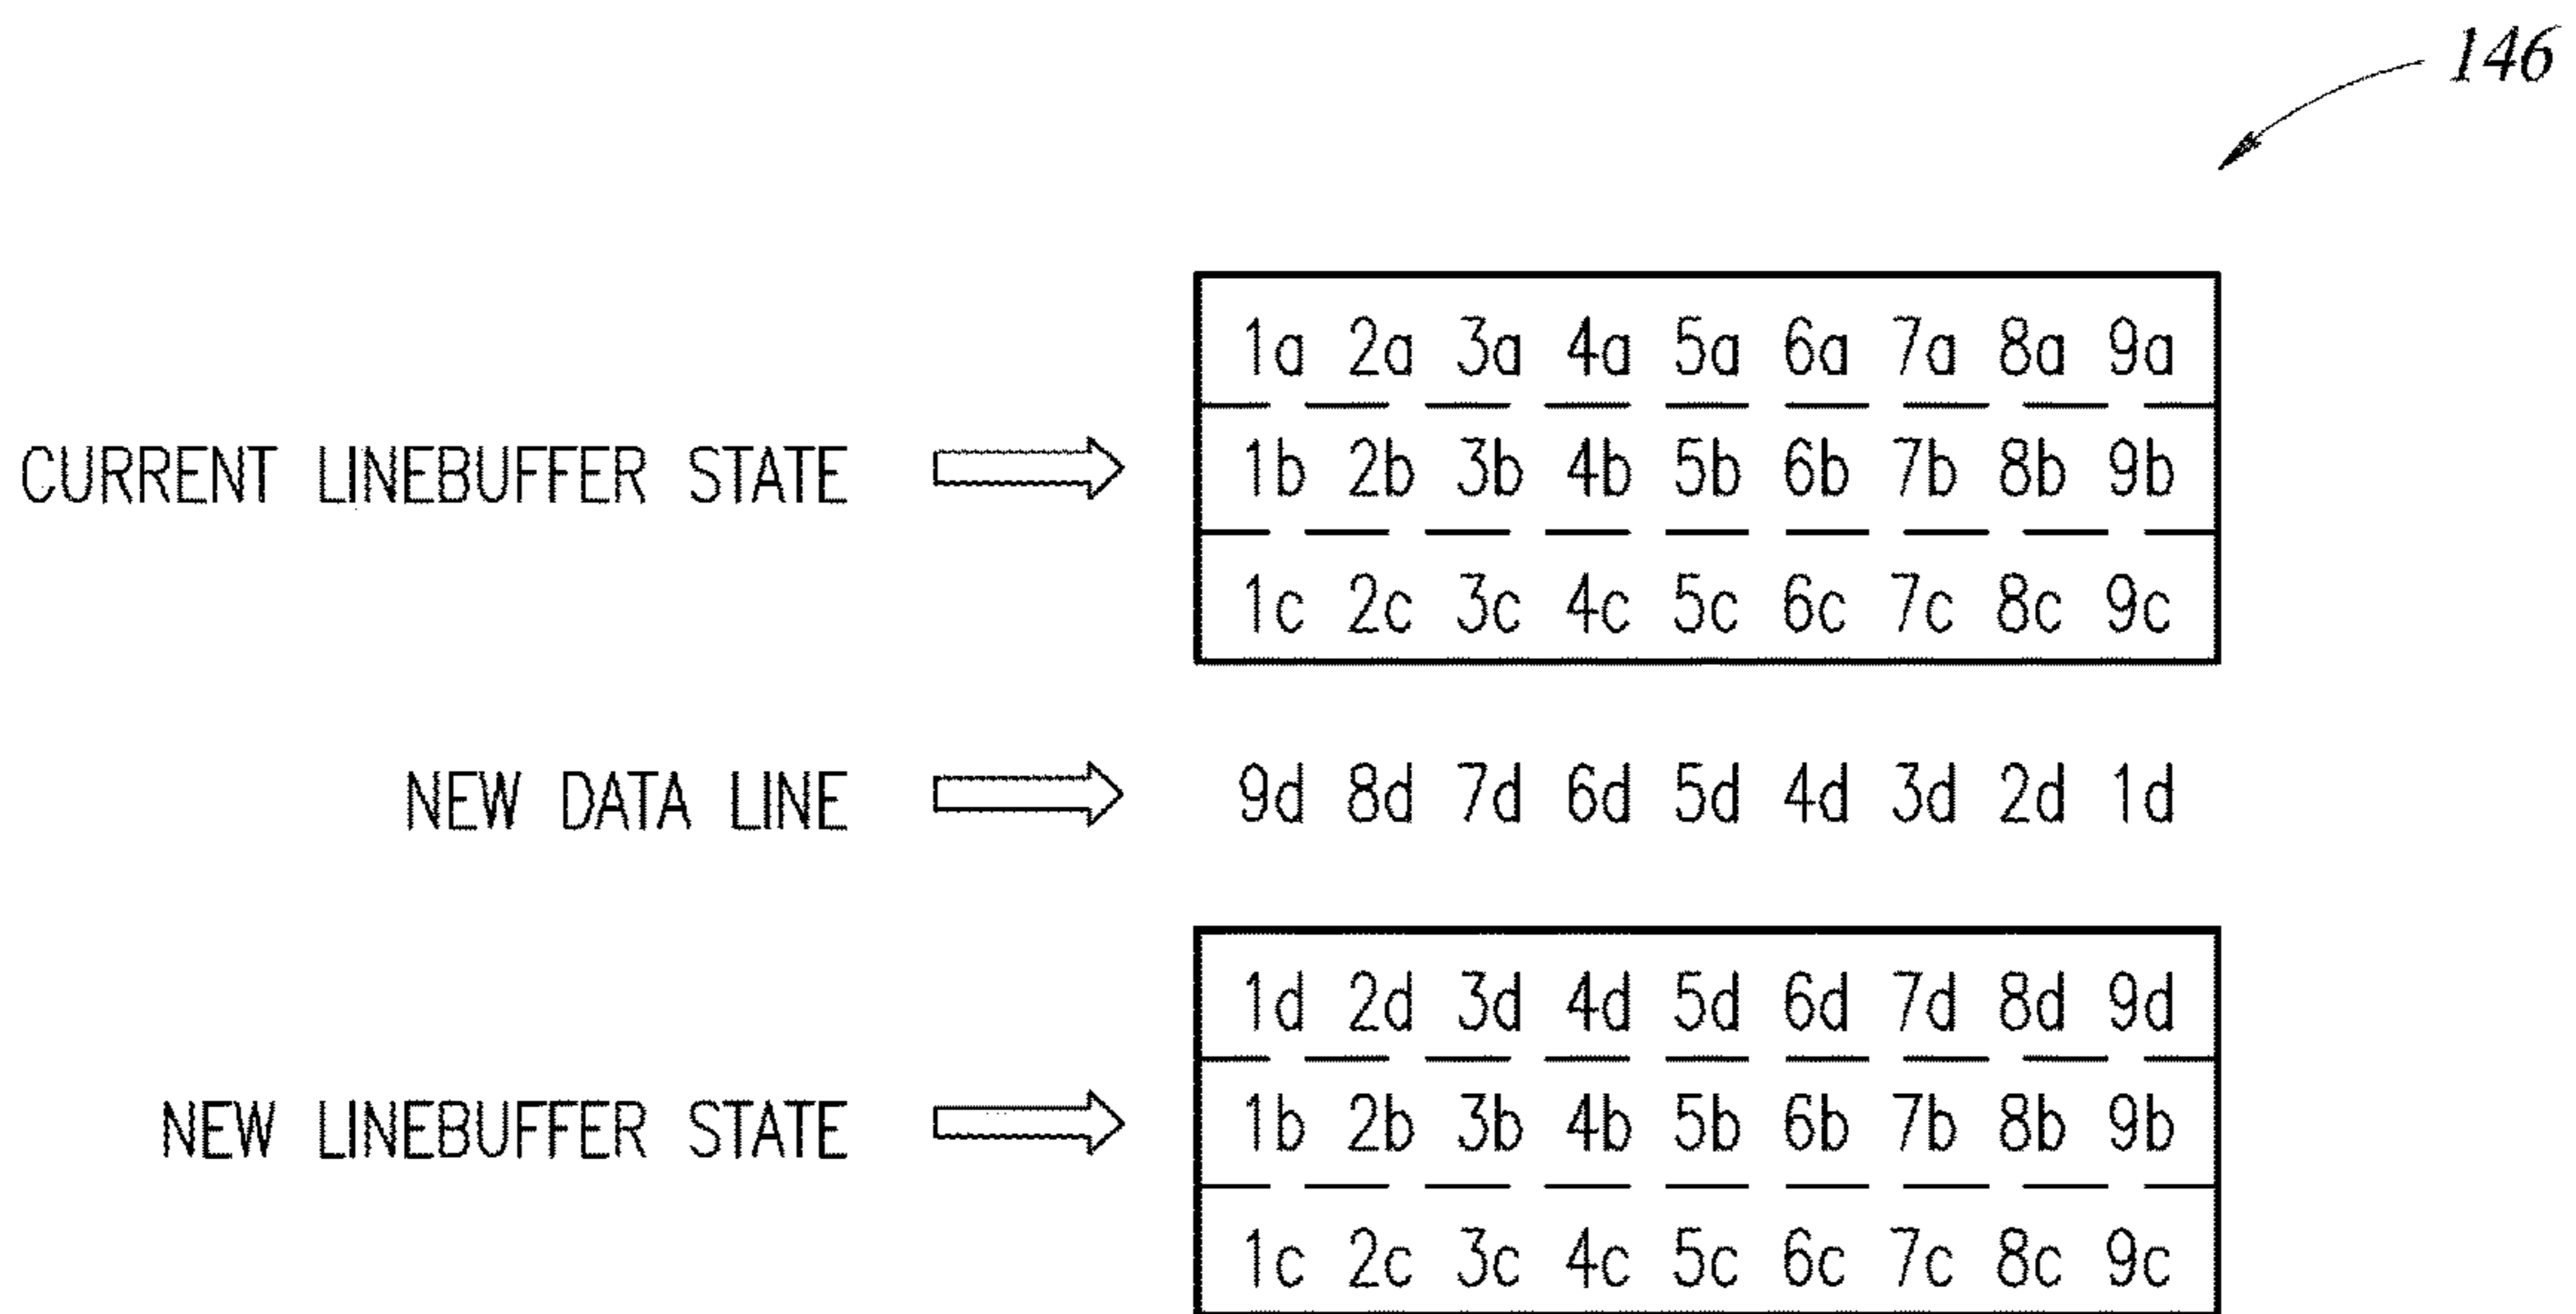 146
1a 2a 3a 4a 5a 6a 7a 8a 9a
CURRENT LINEBUFFER STATE 1b 2b 3b 4b 5b 6b 7b 8b 9b
1c 2c 3c 4c 5c 6c 7c 8c 9c
NEW DATA LINE 9d 8d 7d 6d 5d 4d 3d 2d 1d
1d 2d 3d 4d 5d 6d 7d 8d 9d
NEW LINEBUFFER STATE 1b 2b 3b 4b 5b 6b 7b 8b 9b
1c 2c 3c 4c 5c 6c 7c 8c 9c